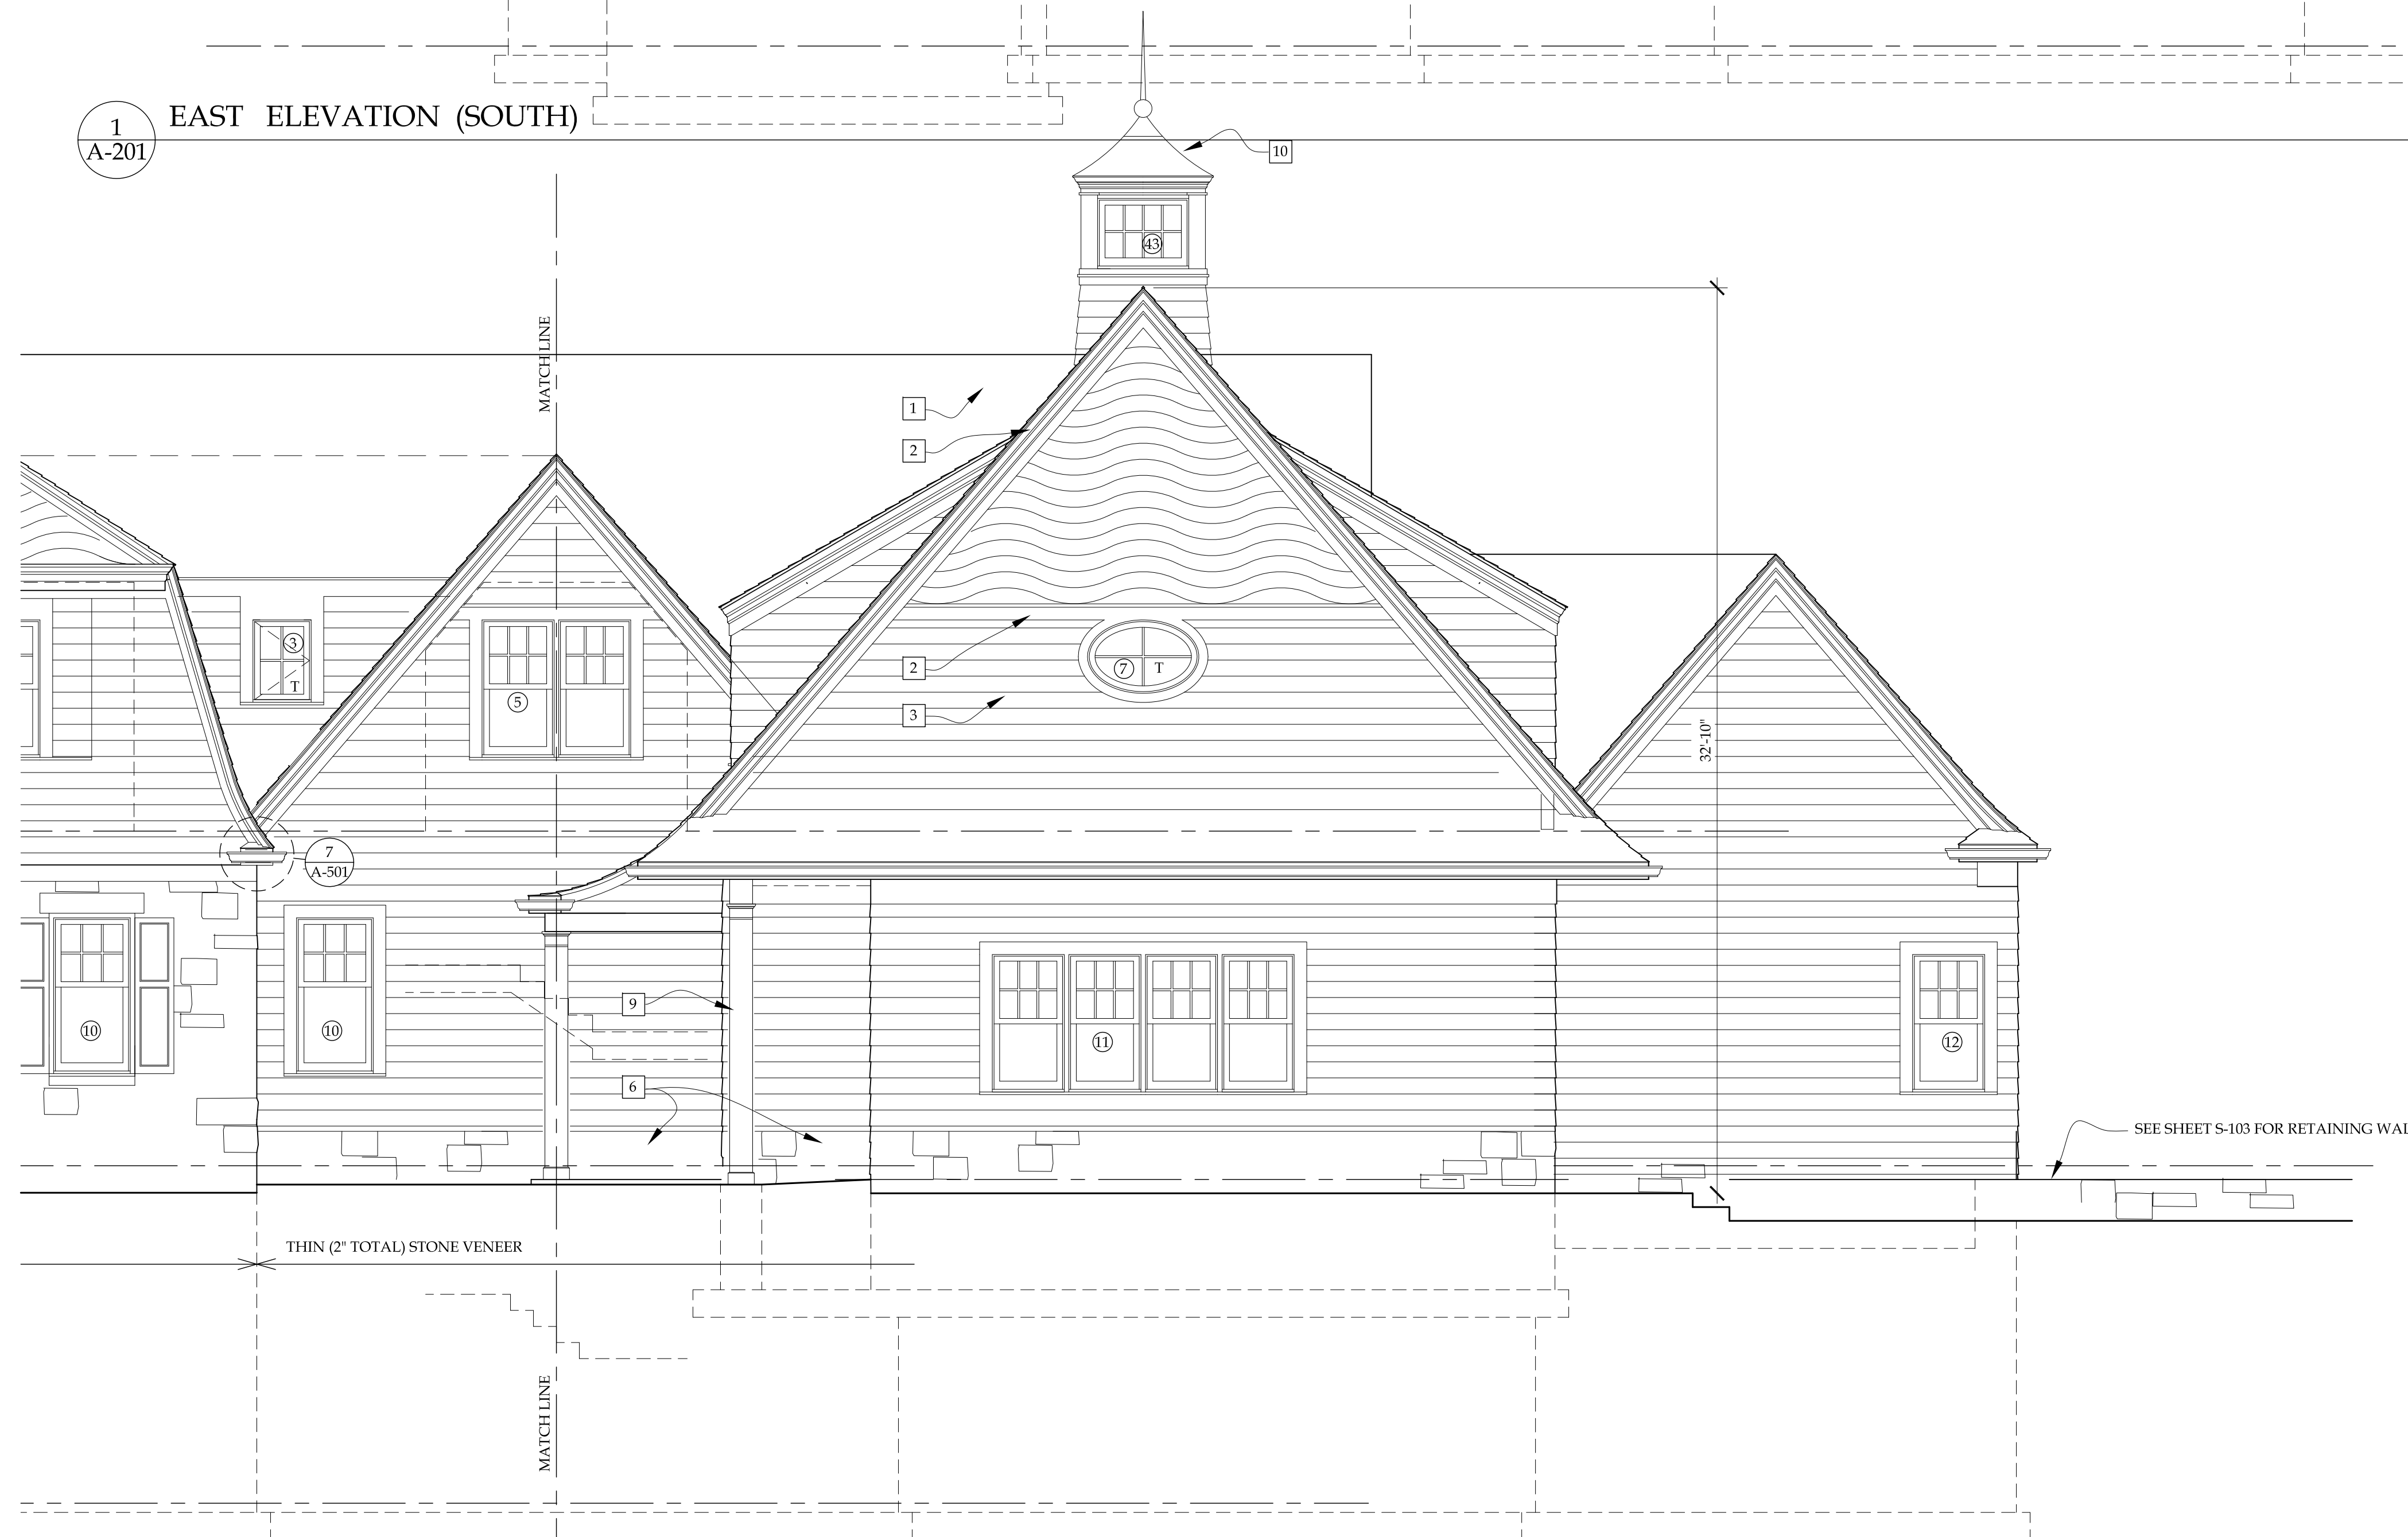 1
A-201
EAST ELEVATION (SOUTH)
10
43
MATCH LINE
1
2
3
T
5
2
7
T
3
32'-10"
7
A-501
10
10
9
11
12
6
SEE SHEET S-103 FOR RETAINING WAL
THIN (2" TOTAL) STONE VENEER
MATCH LINE